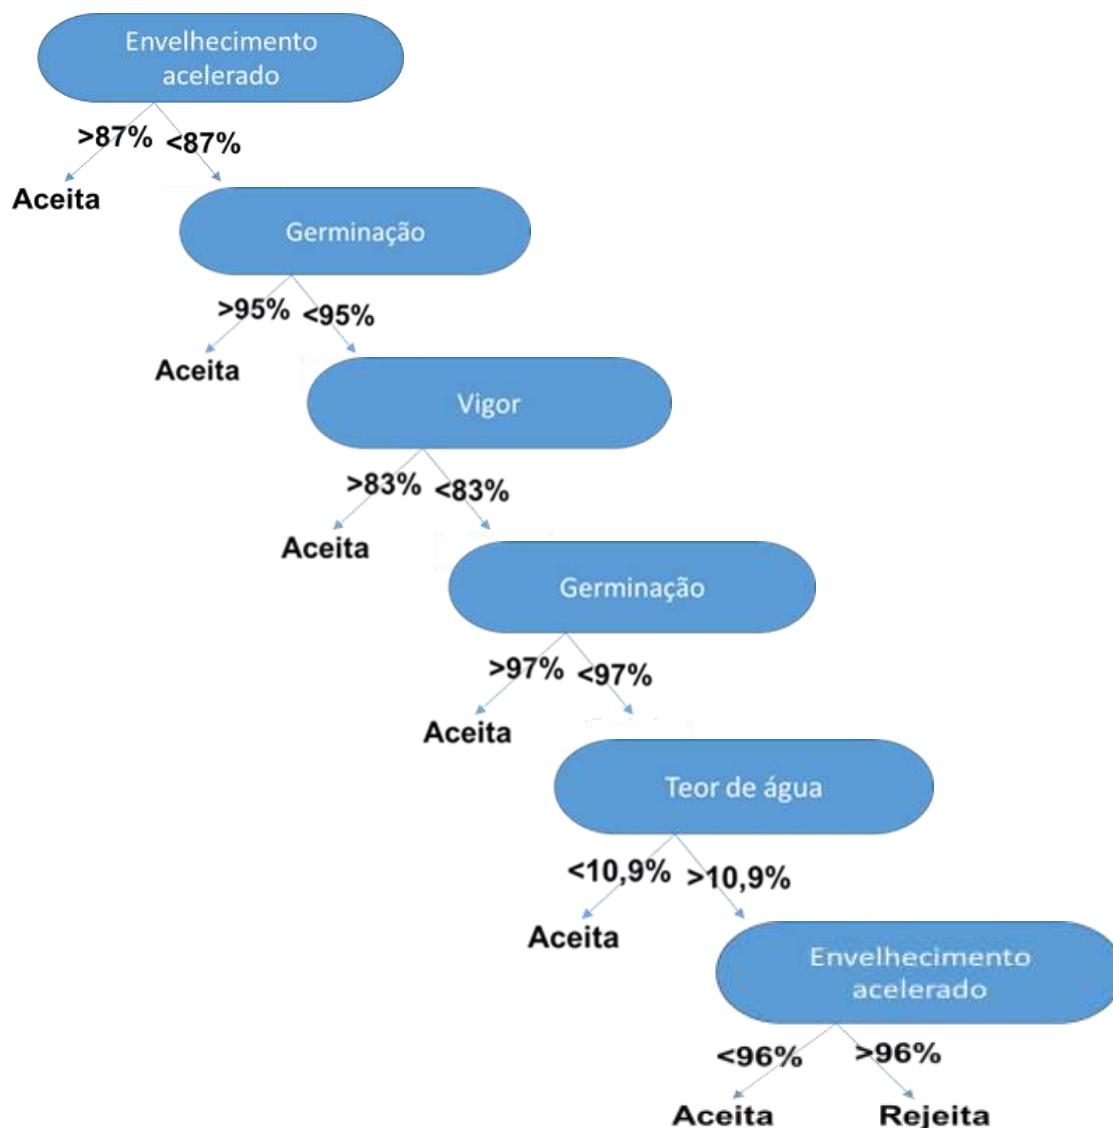 Envelhecimento
acelerado
>87% <87%
Aceita
Germinação
>95% <95%
Aceita
Vigor
>83% <83%
Aceita
Germinação
>97% <97%
Aceita
Teor de água
<10,9% >10,9%
Aceita
Envelhecimento
acelerado
<96% >96%
Aceita Rejeita